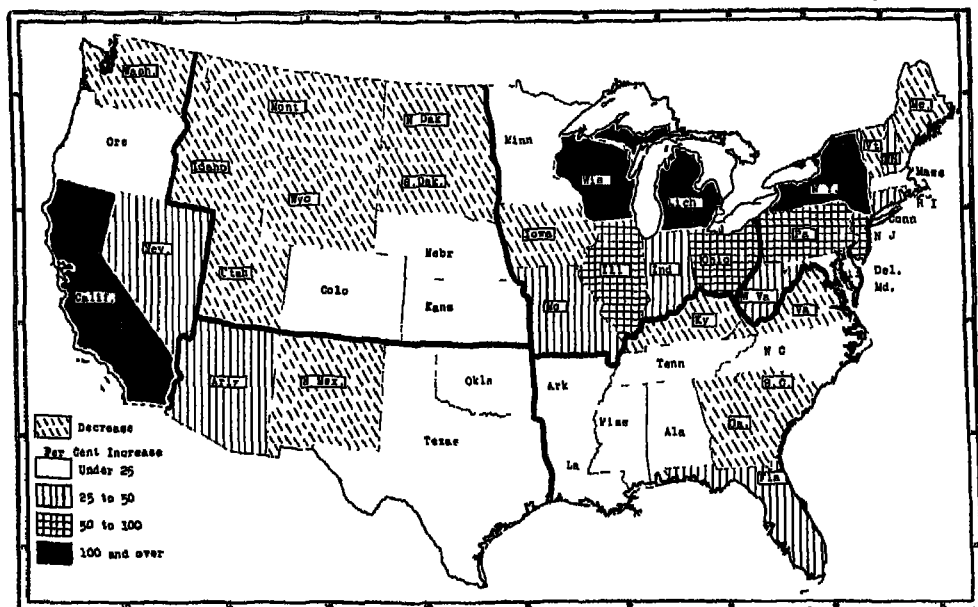 Wash.
Mont
N Dak
Minn
Me.
Ore
Idaho
Vt
NH
S.Dak.
Wis
Mich
N Y.
Mass
R I
Conn
Wyo
Iowa
Pa
N J
Nev.
Nebr
Utah
Ill
Ind
Ohio
Del.
Md.
Calif.
Colo
Kans
Mo
W Va
Va
Ky
Ariz
N Mex.
Okla
Ark
Tenn
N C
S.C.
Texas
Miss
Ala
Ga.
La
Fla
Decrease
Per Cent Increase
Under 25
25 to 50
50 to 100
100 and over